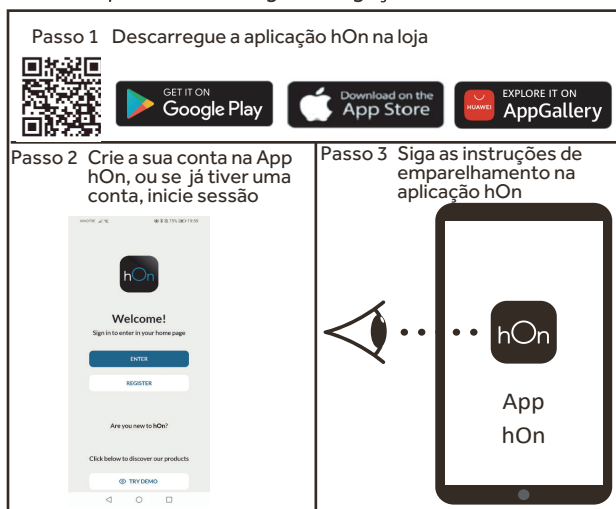 Passo 1 Descarregue a aplicação hOn na loja
GET IT ON
Google Play
Download on the
App Store
HUAWEI
EXPLORE IT ON
AppGallery
Passo 2 Crie a sua conta na App
hOn, ou se já tiver uma
conta, inicie sessão
hOn
Welcome!
Sign in to enter in your home page
ENTER
REGISTER
Are you new to hOn?
Click below to discover our products
TRY DEMO
Passo 3 Siga as instruções de
emparelhamento na
aplicação hOn
hOn
App
hOn